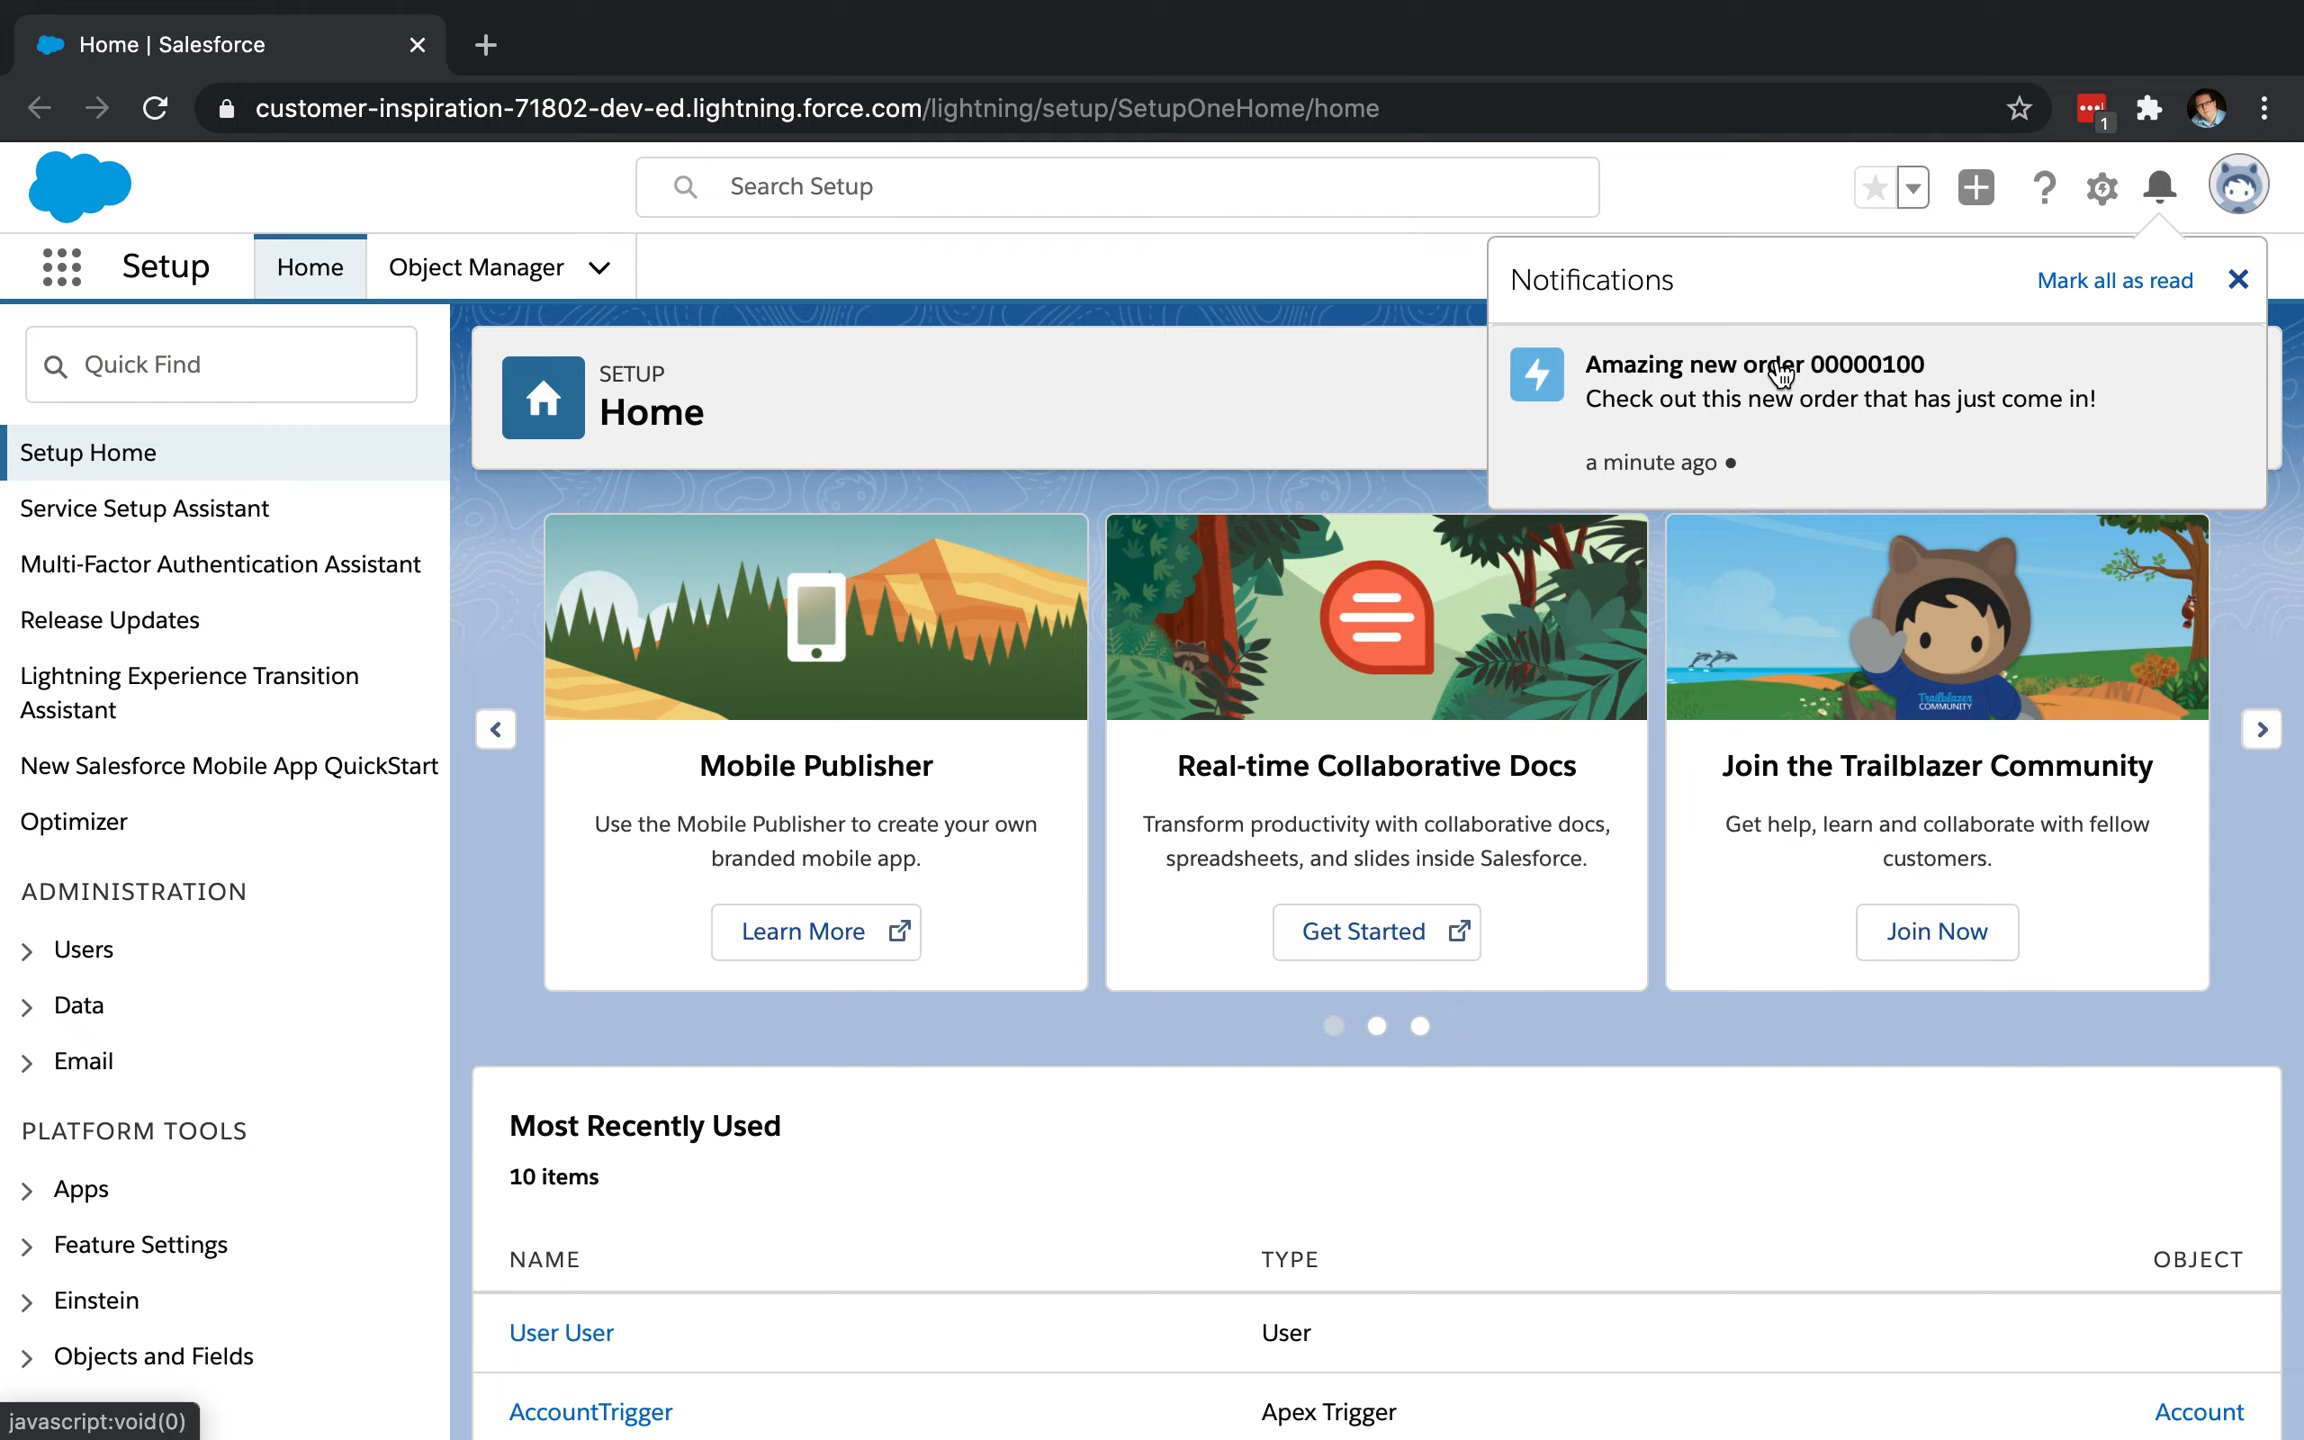 Home | Salesforce
customer-inspiration-71802-dev-ed.lightning.force.com/lightning/setup/SetupOneHome/home
1
Search Setup
Setup
Home
Object Manager
Notifications
Mark all as read
Amazing new order 00000100
Check out this new order that has just come in!
a minute ago
Quick Find
SETUP
Home
Setup Home
Service Setup Assistant
Multi-Factor Authentication Assistant
Release Updates
Lightning Experience Transition
Assistant
New Salesforce Mobile App QuickStart
Optimizer
ADMINISTRATION
Users
Data
Email
PLATFORM TOOLS
Apps
Feature Settings
Einstein
Objects and Fields
javascript:void(0)
Mobile Publisher
Use the Mobile Publisher to create your own
branded mobile app.
Learn More
Real-time Collaborative Docs
Transform productivity with collaborative docs,
spreadsheets, and slides inside Salesforce.
Get Started
Trailblazer
COMMUNITY
Join the Trailblazer Community
Get help, learn and collaborate with fellow
customers.
Join Now
Most Recently Used
10 items
NAME TYPE OBJECT
User User User
AccountTrigger Apex Trigger Account